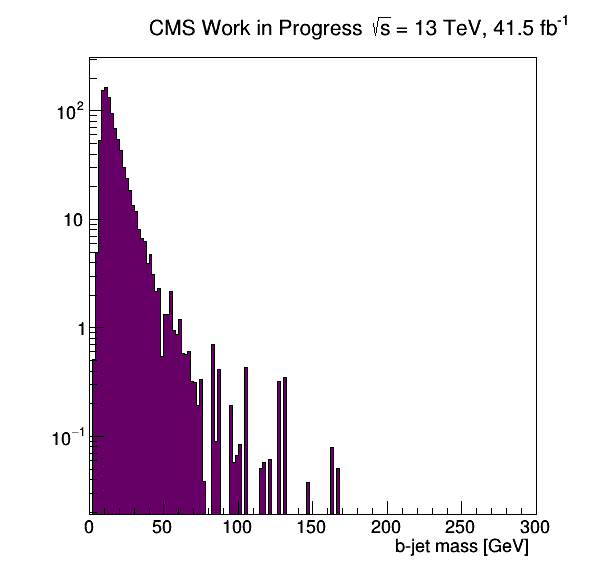 CMS Work in Progress √s = 13 TeV, 41.5 fb⁻¹
10²
10
1
10⁻¹
0 50 100 150 200 250 300
b-jet mass [GeV]